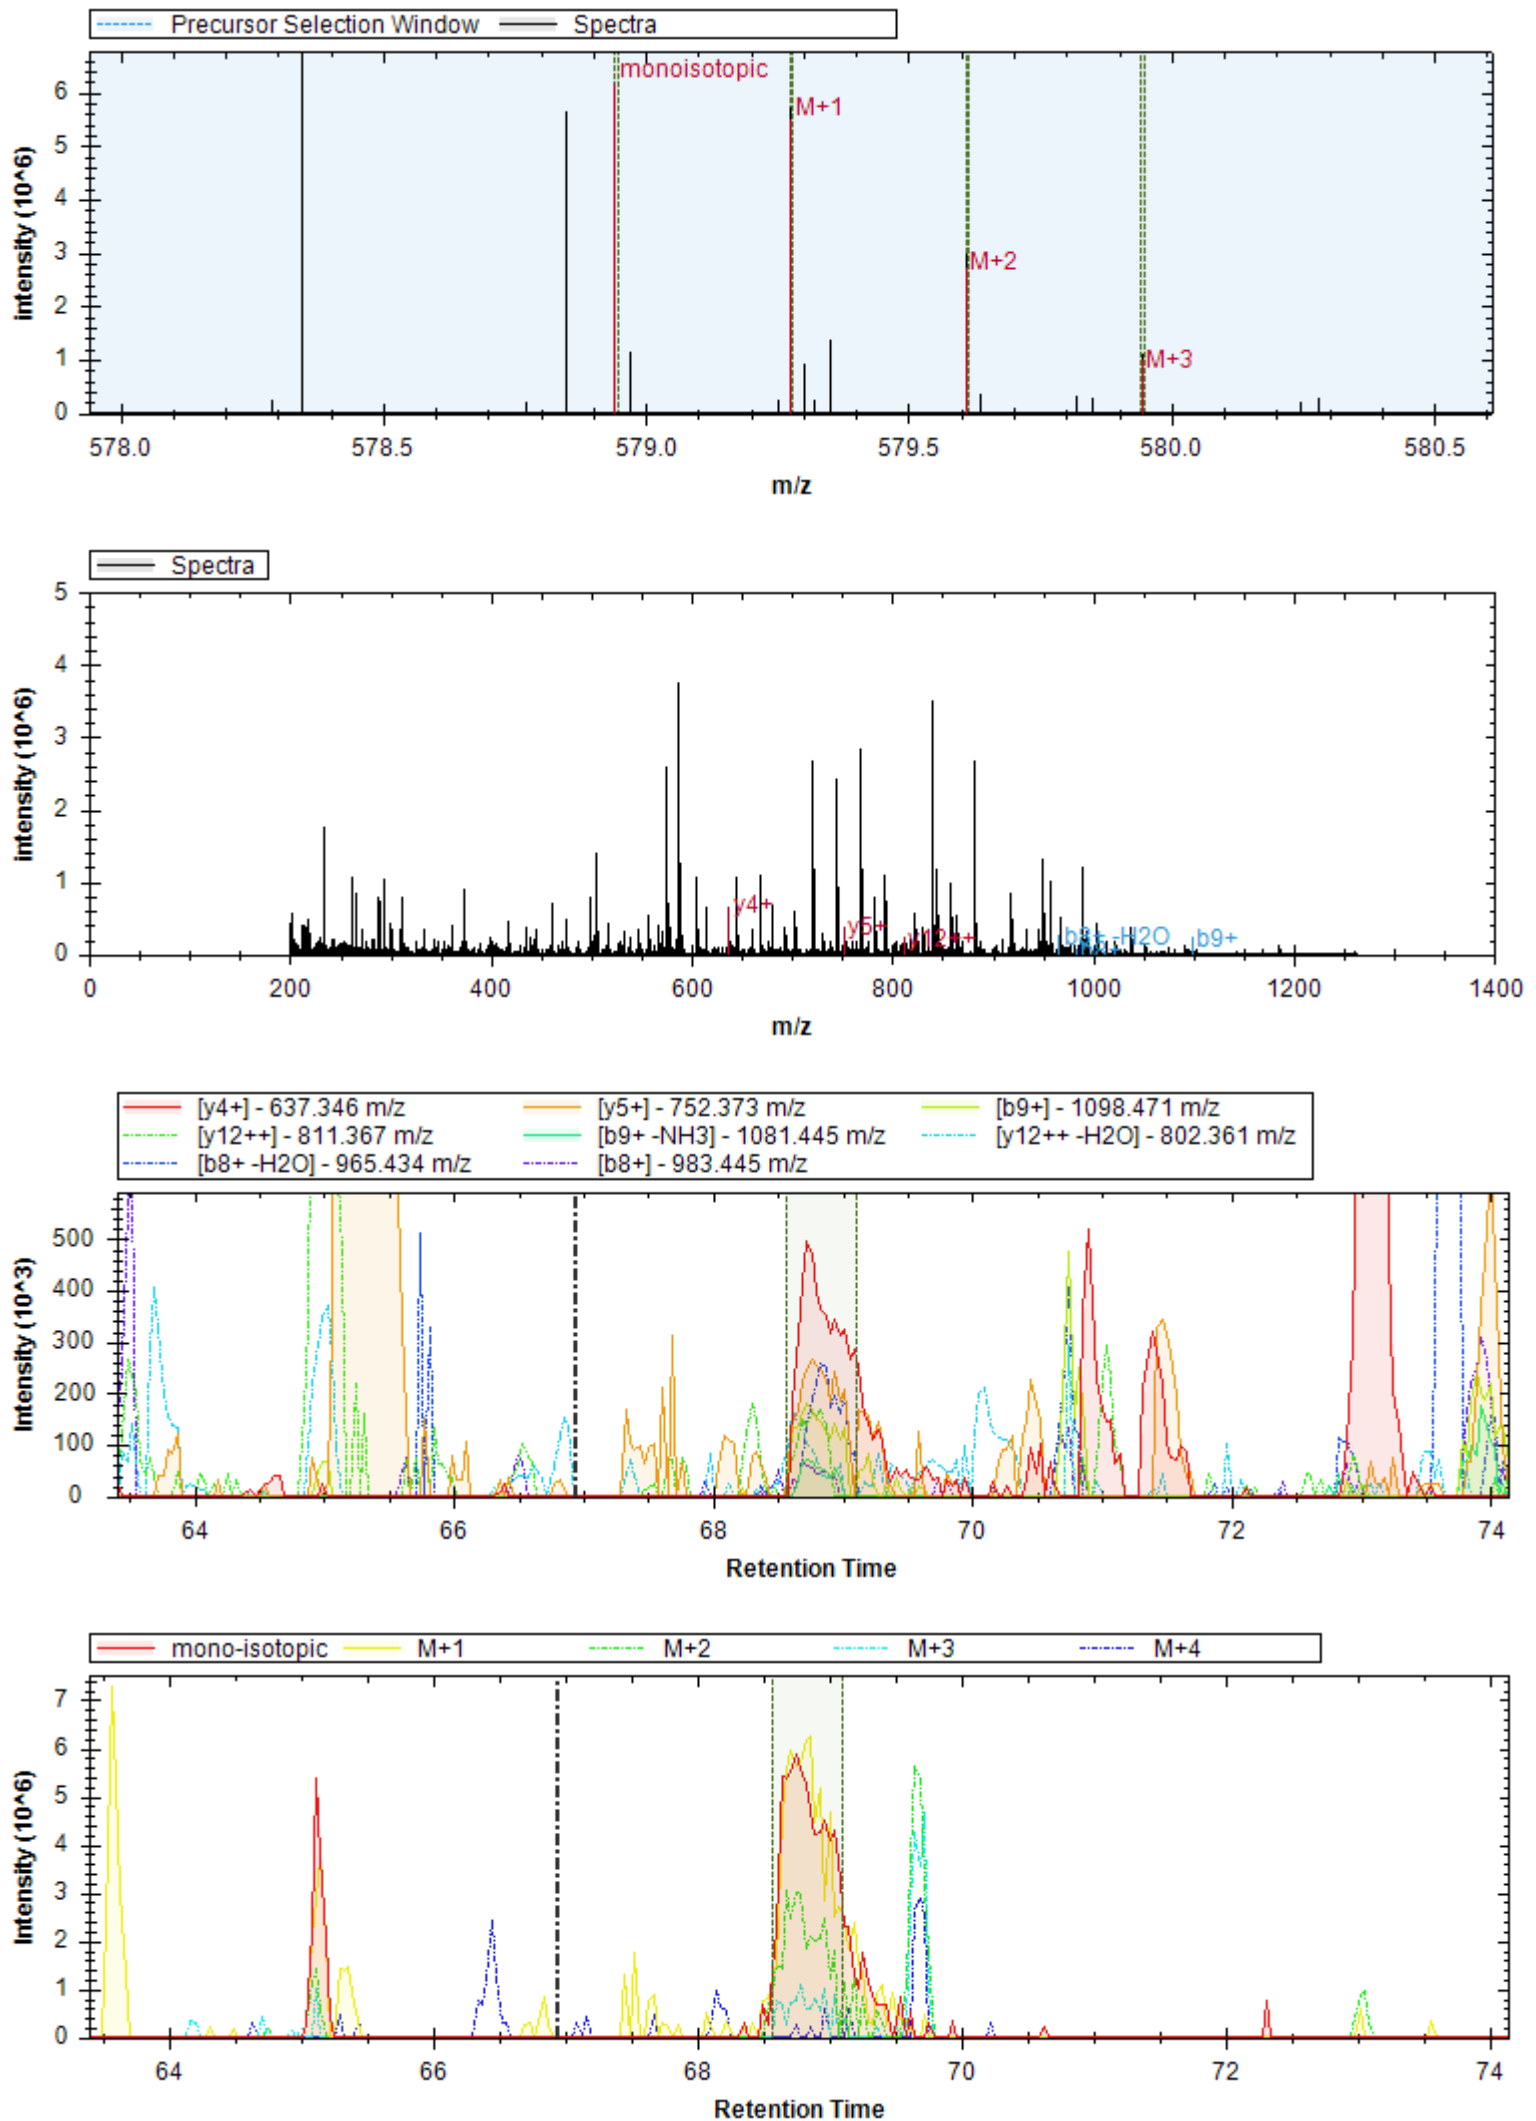 Precursor Selection Window Spectra
monoisotopic
M+1
M+2
M+3
6
5
4
3
2
1
0
intensity (10^6)
578.0 578.5 579.0 579.5 580.0 580.5
m/z
Spectra
5
4
3
2
1
0
intensity (10^6)
y4+
y5+
y12++
b8+ -H2O
b9+
0 200 400 600 800 1000 1200 1400
m/z
[y4+] - 637.346 m/z [y5+] - 752.373 m/z [b9+] - 1098.471 m/z
[y12++] - 811.367 m/z [b9+ -NH3] - 1081.445 m/z [y12++ -H2O] - 802.361 m/z
[b8+ -H2O] - 965.434 m/z [b8+] - 983.445 m/z
500
400
300
200
100
0
Intensity (10^3)
64 66 68 70 72 74
Retention Time
mono-isotopic M+1 M+2 M+3 M+4
7
6
5
4
3
2
1
0
Intensity (10^6)
64 66 68 70 72 74
Retention Time